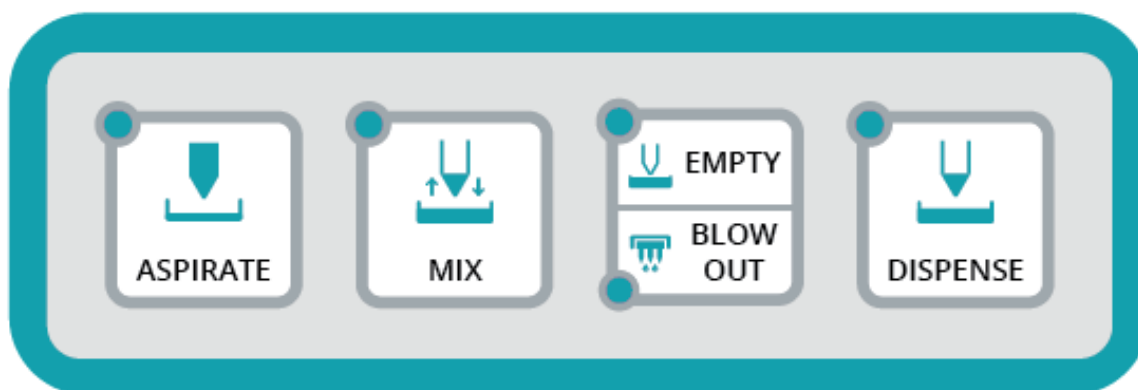 ASPIRATE
MIX
EMPTY
BLOW
OUT
DISPENSE